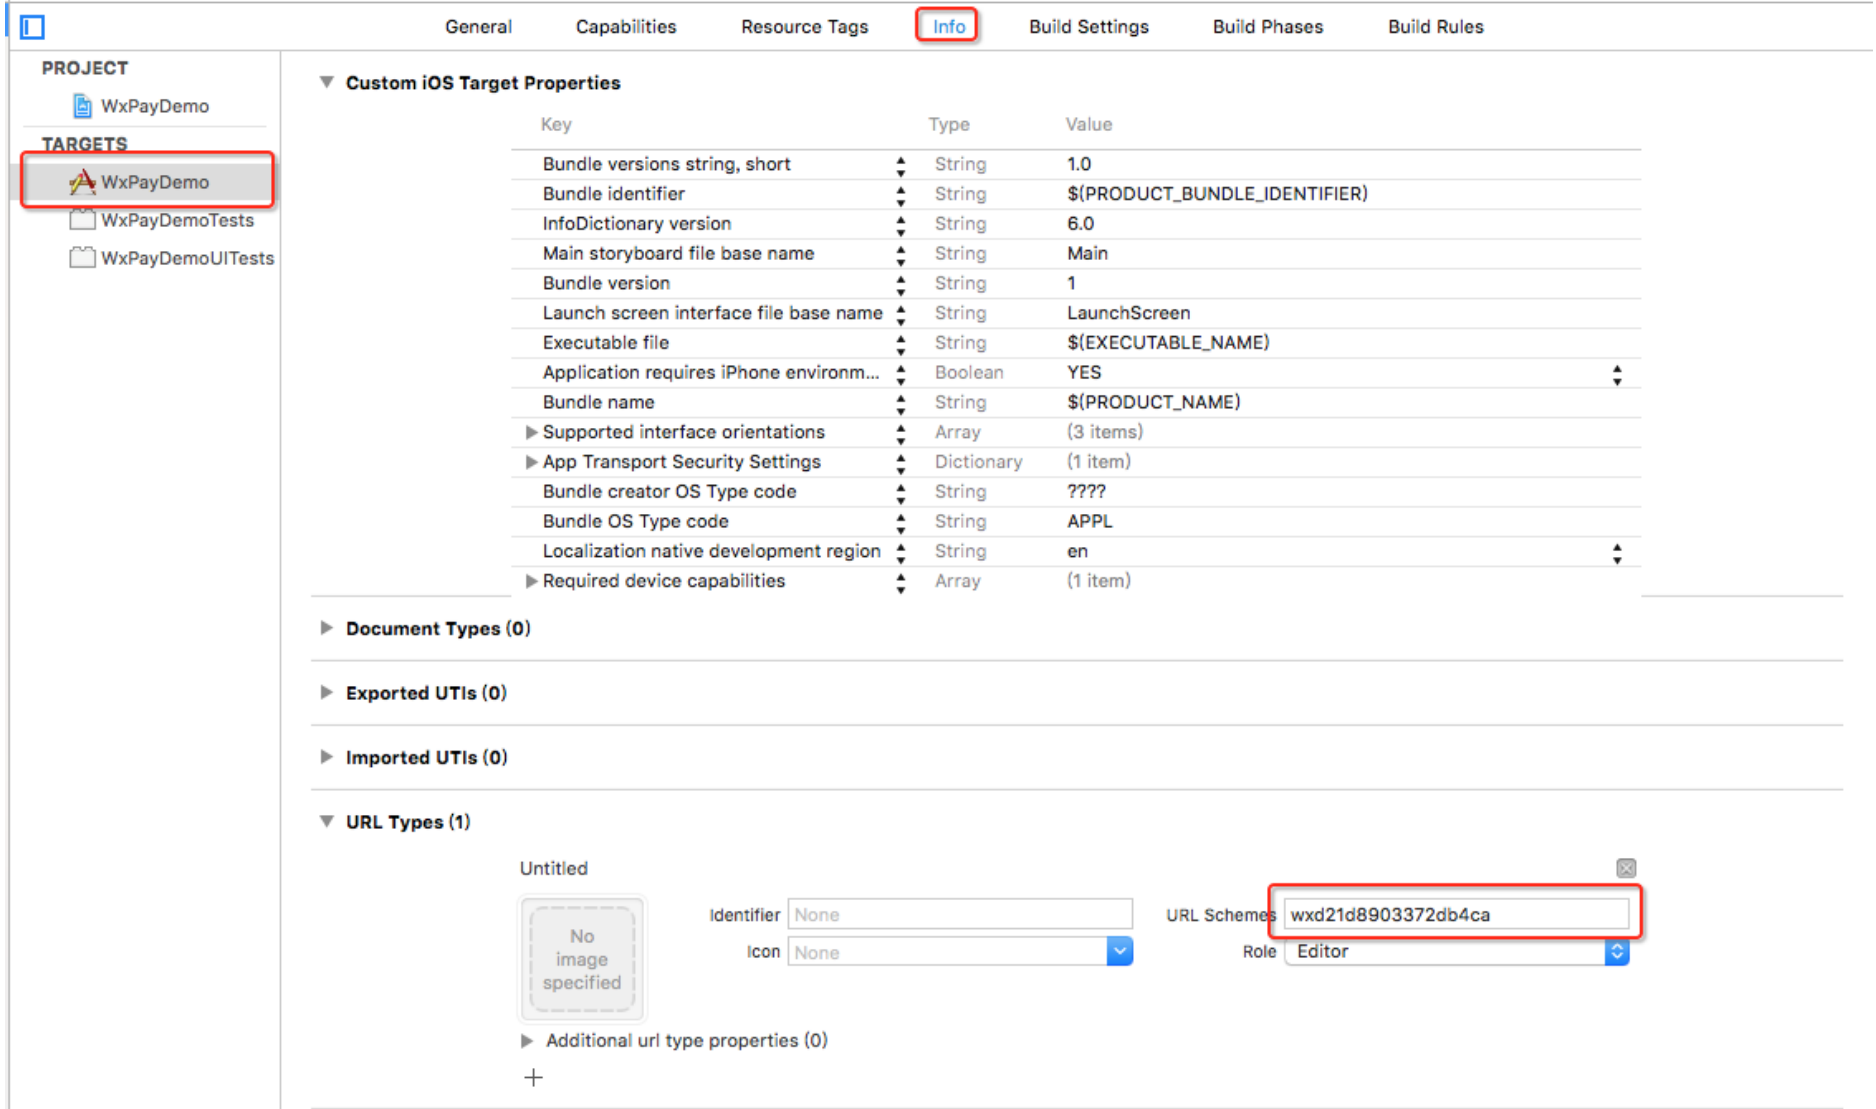 General Capabilities Resource Tags Info Build Settings Build Phases Build Rules
PROJECT
WxPayDemo
TARGETS
WxPayDemo
WxPayDemoTests
WxPayDemoUITests
Custom iOS Target Properties
Key Type Value
Bundle versions string, short String 1.0
Bundle identifier String $(PRODUCT_BUNDLE_IDENTIFIER)
InfoDictionary version String 6.0
Main storyboard file base name String Main
Bundle version String 1
Launch screen interface file base name String LaunchScreen
Executable file String $(EXECUTABLE_NAME)
Application requires iPhone environm... Boolean YES
Bundle name String $(PRODUCT_NAME)
Supported interface orientations Array (3 items)
App Transport Security Settings Dictionary (1 item)
Bundle creator OS Type code String ????
Bundle OS Type code String APPL
Localization native development region String en
Required device capabilities Array (1 item)
Document Types (0)
Exported UTIs (0)
Imported UTIs (0)
URL Types (1)
Untitled
No
image
specified
Identifier None
URL Schemes wxd21d8903372db4ca
Icon None
Role Editor
Additional url type properties (0)